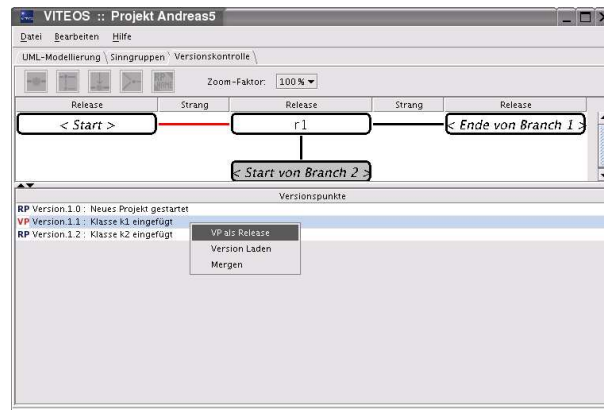 VITEOS :: Projekt Andreas5
Datei Bearbeiten Hilfe
UML-Modellierung Sinngruppen Versionskontrolle
RP Zoom-Faktor: 100 %
Release Strang Release Strang Release
< Start > r1 < Ende von Branch 1 >
< Start von Branch 2 >
Versionspunkte
RP Version.1.0 : Neues Projekt gestartet
VP Version.1.1 : Klasse k1 eingefügt
RP Version.1.2 : Klasse k2 eingefügt
VP als Release
Version Laden
Mergen